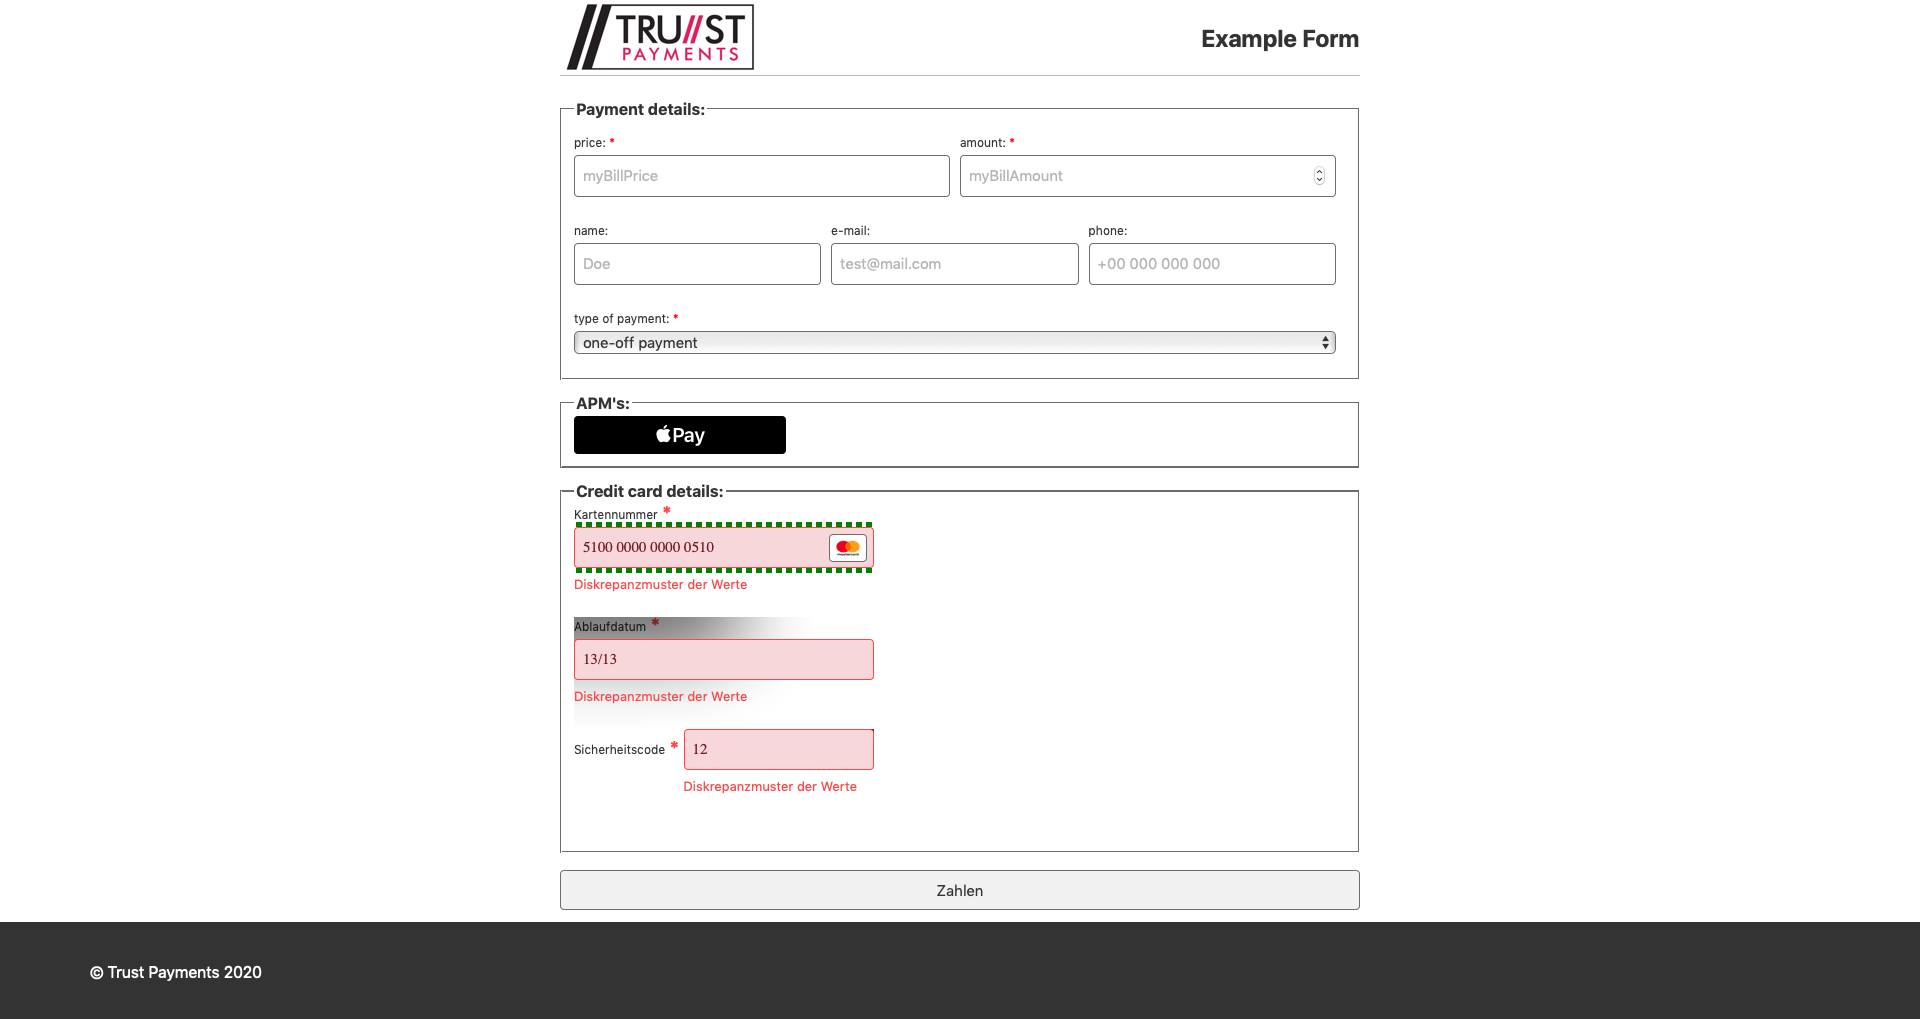 TRU//ST
PAYMENTS
Example Form
Payment details:
price: *
amount: *
myBillPrice
myBillAmount
name:
e-mail:
phone:
Doe
test@mail.com
+00 000 000 000
type of payment: *
one-off payment
APM's:
Pay
Credit card details:
Kartennummer *
5100 0000 0000 0510
Diskrepanzmuster der Werte
Ablaufdatum *
13/13
Diskrepanzmuster der Werte
Sicherheitscode *
12
Diskrepanzmuster der Werte
Zahlen
© Trust Payments 2020